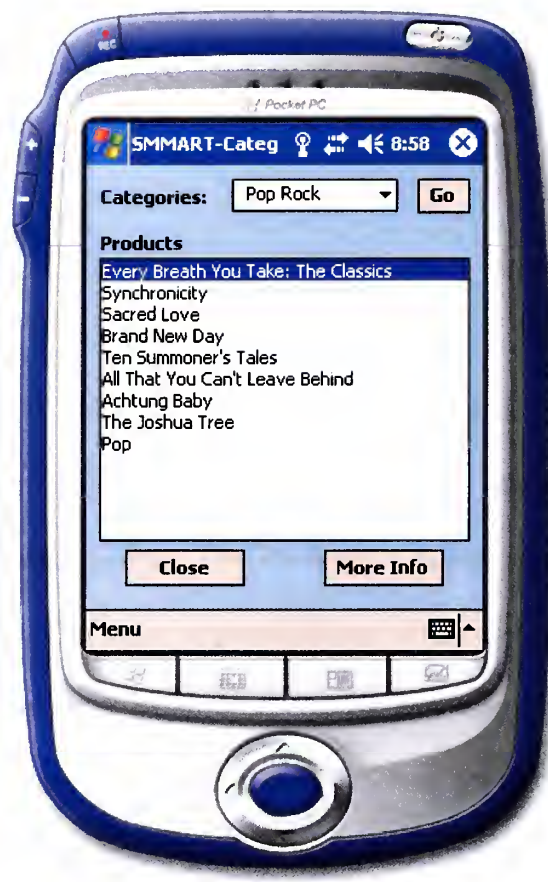 REC
Pocket PC
SMMART-Categ 8:58
Categories: Pop Rock Go
Products
Every Breath You Take: The Classics
Synchronicity
Sacred Love
Brand New Day
Ten Summoner's Tales
All That You Can't Leave Behind
Achtung Baby
The Joshua Tree
Pop
Close More Info
Menu